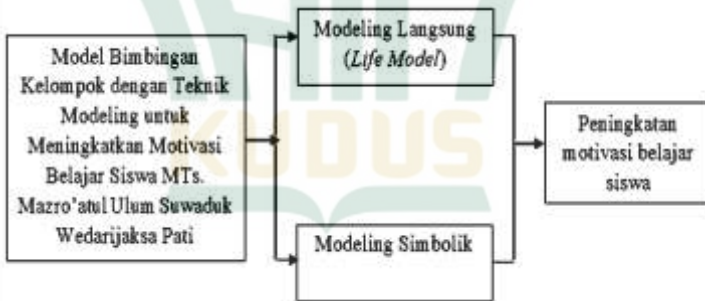 Model Bimbingan
Kelompok dengan Teknik
Modeling untuk
Meningkatkan Motivasi
Belajar Siswa MTs.
Mazro'atul Ulum Suwaduk
Wedarijaksa Pati
Modeling Langsung
(Life Model)
Modeling Simbolik
Peningkatan
motivasi belajar
siswa
KUDUS